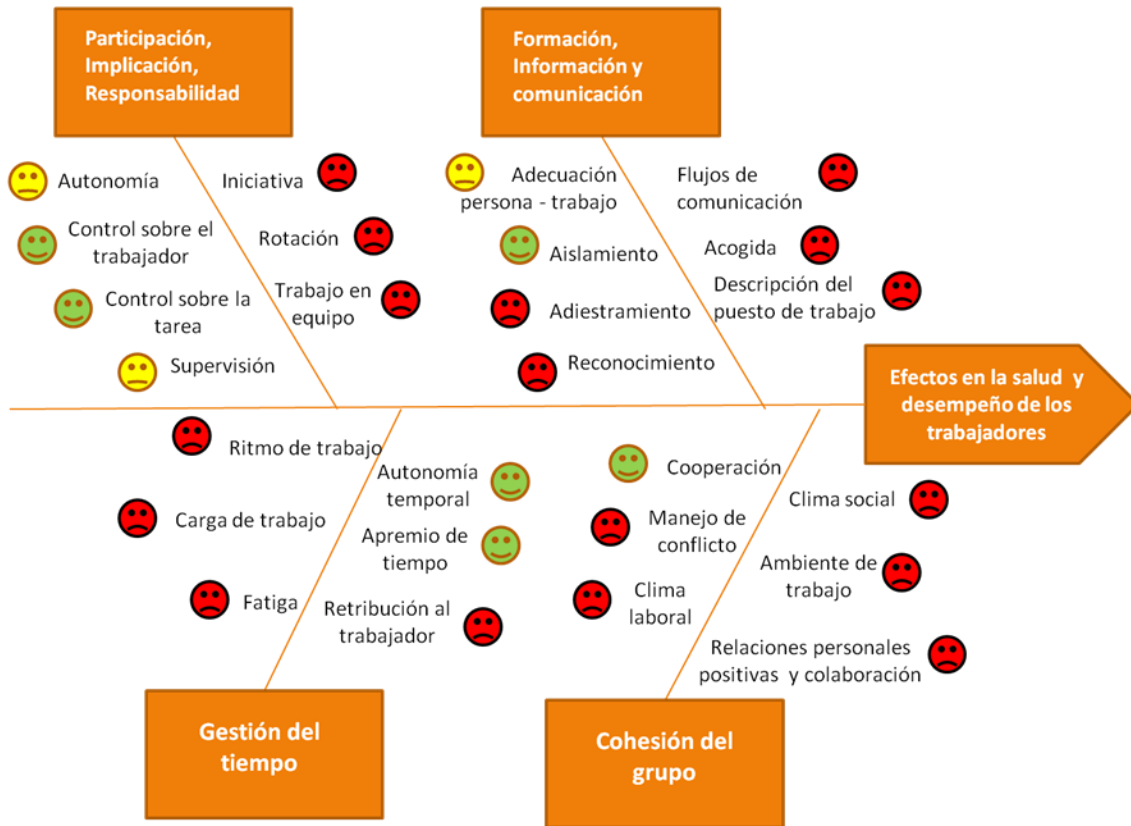 Participación,
Implicación,
Responsabilidad
Formación,
Información y
comunicación
Autonomía
Control sobre el
trabajador
Control sobre la
tarea
Supervisión
Iniciativa
Rotación
Trabajo en
equipo
Adecuación
persona - trabajo
Aislamiento
Adiestramiento
Reconocimiento
Flujos de
comunicación
Acogida
Descripción del
puesto de trabajo
Efectos en la salud y
desempeño de los
trabajadores
Ritmo de trabajo
Carga de trabajo
Fatiga
Autonomía
temporal
Apremio de
tiempo
Retribución al
trabajador
Cooperación
Manejo de
conflicto
Clima
laboral
Clima social
Ambiente de
trabajo
Relaciones personales
positivas y colaboración
Gestión del
tiempo
Cohesión del
grupo